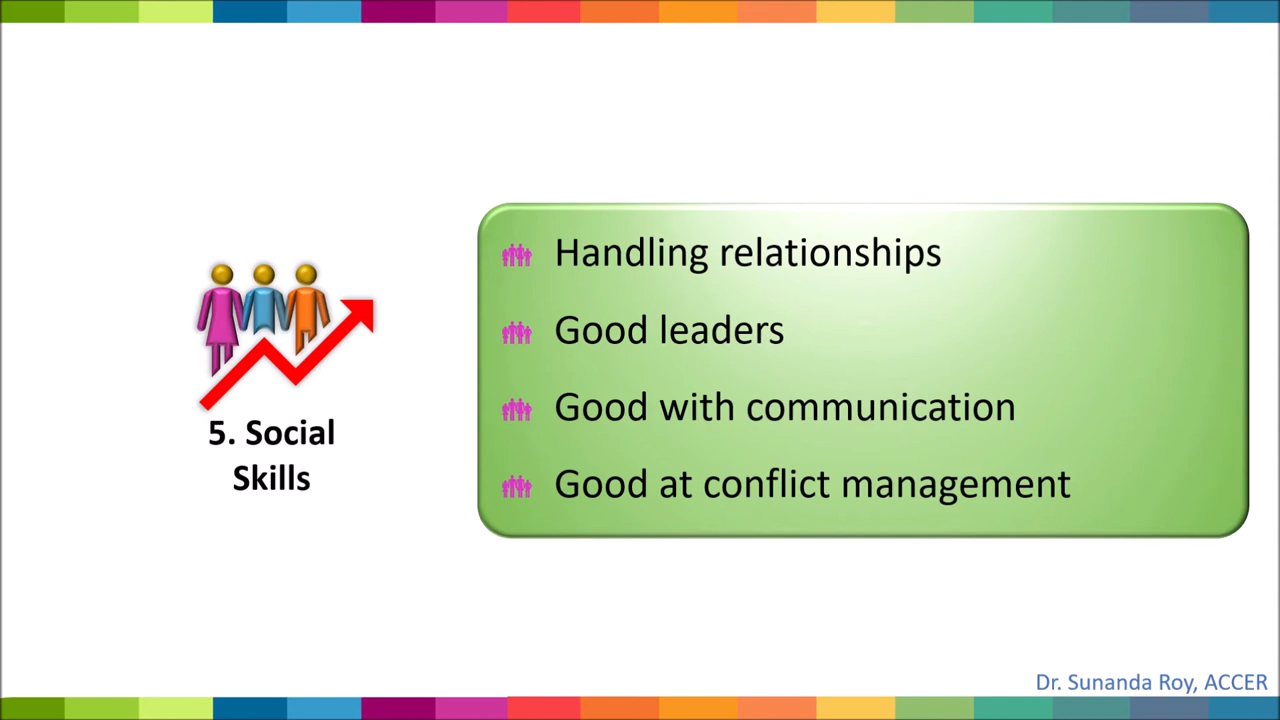 5. Social
Skills
Handling relationships
Good leaders
Good with communication
Good at conflict management
Dr. Sunanda Roy, ACCER